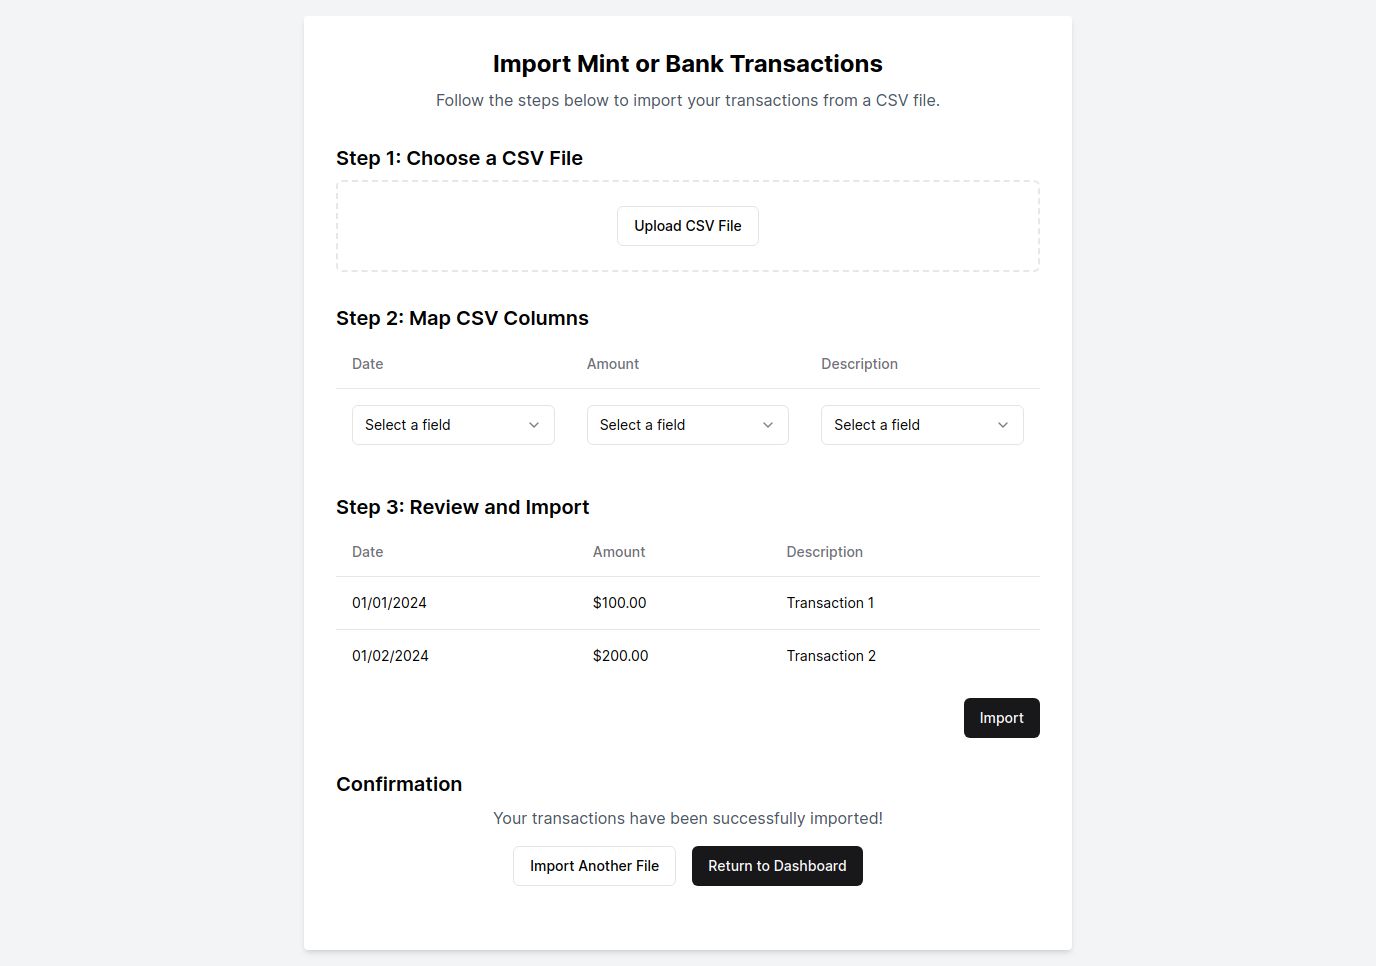 Import Mint or Bank Transactions
Follow the steps below to import your transactions from a CSV file.
Step 1: Choose a CSV File
Upload CSV File
Step 2: Map CSV Columns
Date Amount Description
Select a field Select a field Select a field
Step 3: Review and Import
Date Amount Description
01/01/2024 $100.00 Transaction 1
01/02/2024 $200.00 Transaction 2
Import
Confirmation
Your transactions have been successfully imported!
Import Another File Return to Dashboard